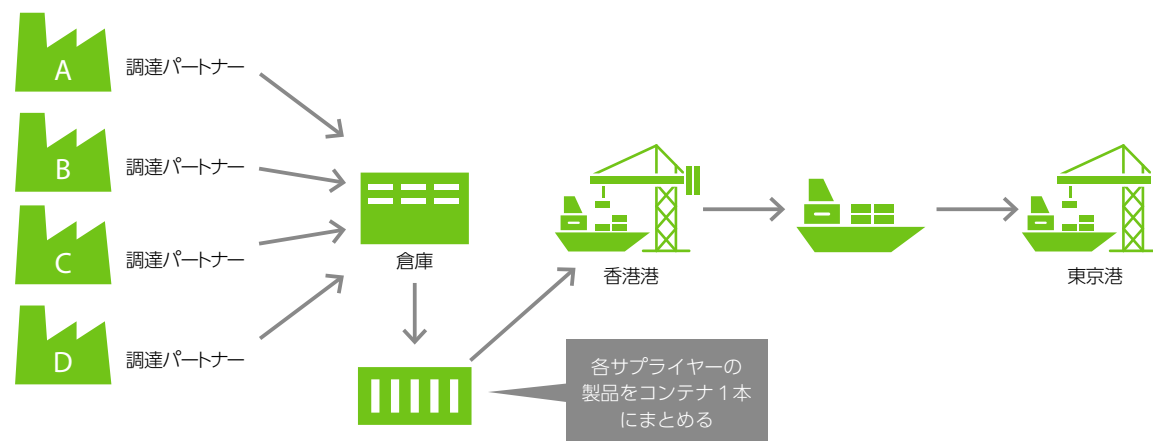 A
調達パートナー
B
調達パートナー
C
調達パートナー
D
調達パートナー
倉庫
各サプライヤーの
製品をコンテナ1本
にまとめる
香港港
東京港